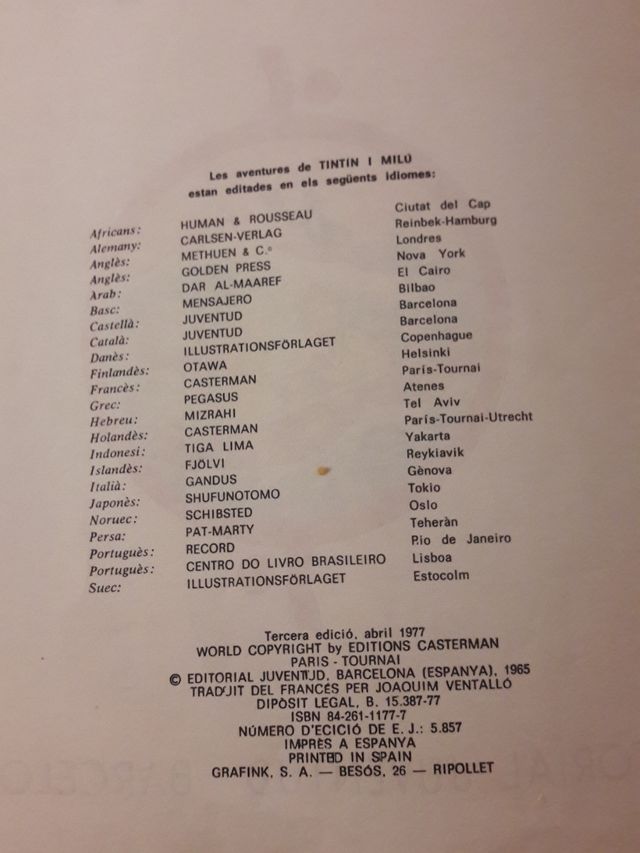 Les aventures de TINTIN I MILÚ
estan editades en els següents idiomes:
Africans: HUMAN & ROUSSEAU Ciutat del Cap
Alemany: CARLSEN-VERLAG Reinbek-Hamburg
Anglès: METHUEN & C.º Londres
Anglès: GOLDEN PRESS Nova York
Arab: DAR AL-MAAREF El Cairo
Basc: MENSAJERO Bilbao
Castellà: JUVENTUD Barcelona
Català: JUVENTUD Barcelona
Danès: ILLUSTRATIONSFÖRLAGET Copenhague
Finlandès: OTAWA Helsinki
Francès: CASTERMAN París-Tournai
Grec: PEGASUS Atenes
Hebreu: MIZRAHI Tel Aviv
Holandès: CASTERMAN París-Tournai-Utrecht
Indonesi: TIGA LIMA Yakarta
Islandès: FJÖLVI Reykiavik
Italià: GANDUS Gènova
Japonès: SHUFUNOTOMO Tokio
Noruec: SCHIBSTED Oslo
Persa: PAT-MARTY Teheràn
Portuguès: RECORD Rio de Janeiro
Portuguès: CENTRO DO LIVRO BRASILEIRO Lisboa
Suec: ILLUSTRATIONSFÖRLAGET Estocolm
Tercera edició, abril 1977
WORLD COPYRIGHT by EDITIONS CASTERMAN
PARIS - TOURNAI
© EDITORIAL JUVENTUD, BARCELONA (ESPANYA), 1965
TRADUIT DEL FRANCÉS PER JOAQUIM VENTALLÓ
DIPÒSIT LEGAL, B. 15.387-77
ISBN 84-261-1177-7
NÚMERO D'ECICIÓ DE E. J.: 5.857
IMPRÈS A ESPANYA
PRINTED IN SPAIN
GRAFINK, S. A. — BESÓS, 26 — RIPOLLET